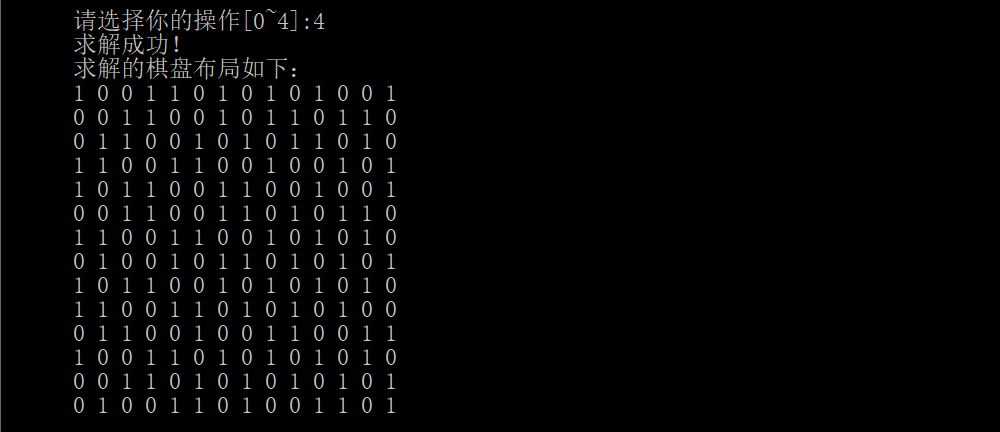 请选择你的操作[0~4]:4
求解成功!
求解的棋盘布局如下:
1 0 0 1 1 0 1 0 1 0 1 0 0 1
0 0 1 1 0 0 1 0 1 1 0 1 1 0
0 1 1 0 0 1 0 1 0 1 1 0 1 0
1 1 0 0 1 1 0 0 1 0 0 1 0 1
1 0 1 1 0 0 1 1 0 0 1 0 0 1
0 0 1 1 0 0 1 1 0 1 0 1 1 0
1 1 0 0 1 1 0 0 1 0 1 0 1 0
0 1 0 0 1 0 1 1 0 1 0 1 0 1
1 0 1 1 0 0 1 0 1 0 1 0 1 0
1 1 0 0 1 1 0 1 0 1 0 1 0 0
0 1 1 0 0 1 0 0 1 1 0 0 1 1
1 0 0 1 1 0 1 0 1 0 1 0 1 0
0 0 1 1 0 1 0 1 0 1 0 1 0 1
0 1 0 0 1 1 0 1 0 0 1 1 0 1